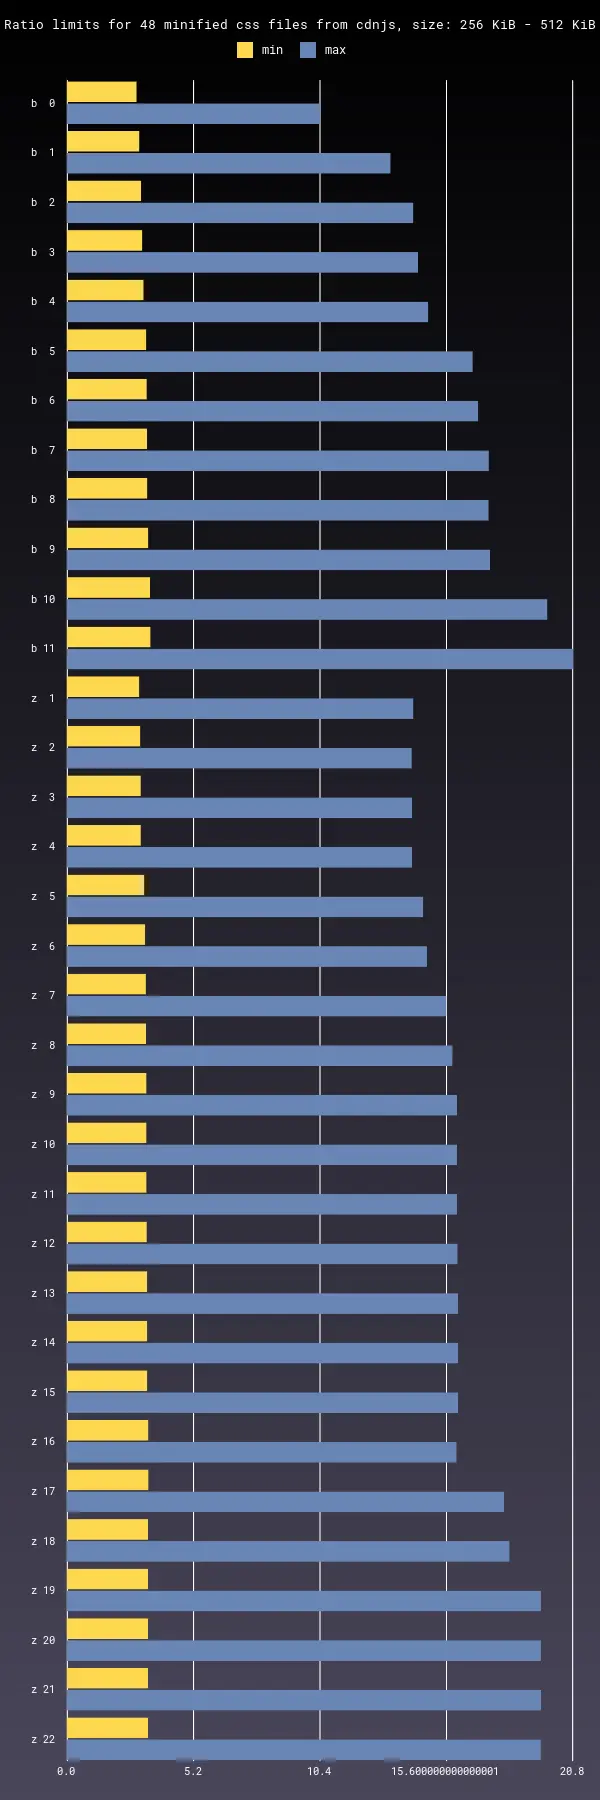 Ratio limits for 48 minified css files from cdnjs, size: 256 KiB - 512 KiB
min max
b 0
b 1
b 2
b 3
b 4
b 5
b 6
b 7
b 8
b 9
b 10
b 11
z 1
z 2
z 3
z 4
z 5
z 6
z 7
z 8
z 9
z 10
z 11
z 12
z 13
z 14
z 15
z 16
z 17
z 18
z 19
z 20
z 21
z 22
0.0 5.2 10.4 15.600000000000001 20.8